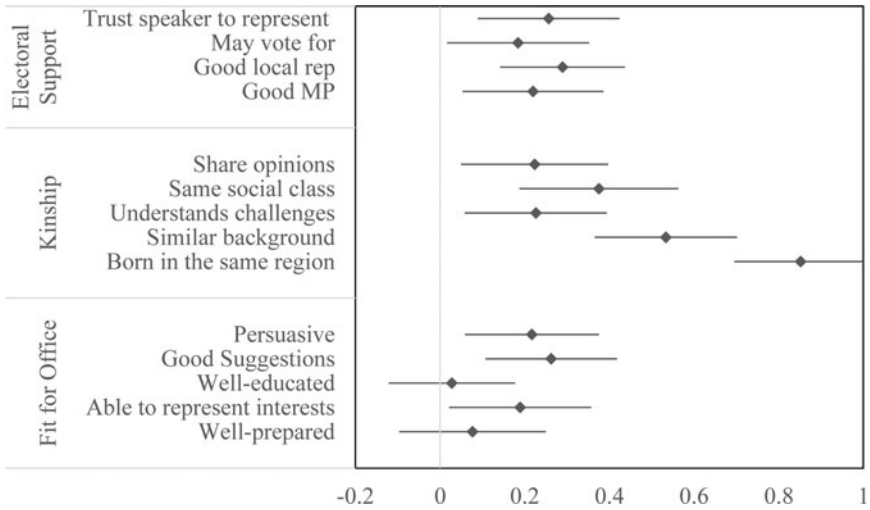 Electoral
Support
Trust speaker to represent
May vote for
Good local rep
Good MP
Kinship
Share opinions
Same social class
Understands challenges
Similar background
Born in the same region
Fit for Office
Persuasive
Good Suggestions
Well-educated
Able to represent interests
Well-prepared
-0.2 0 0.2 0.4 0.6 0.8 1